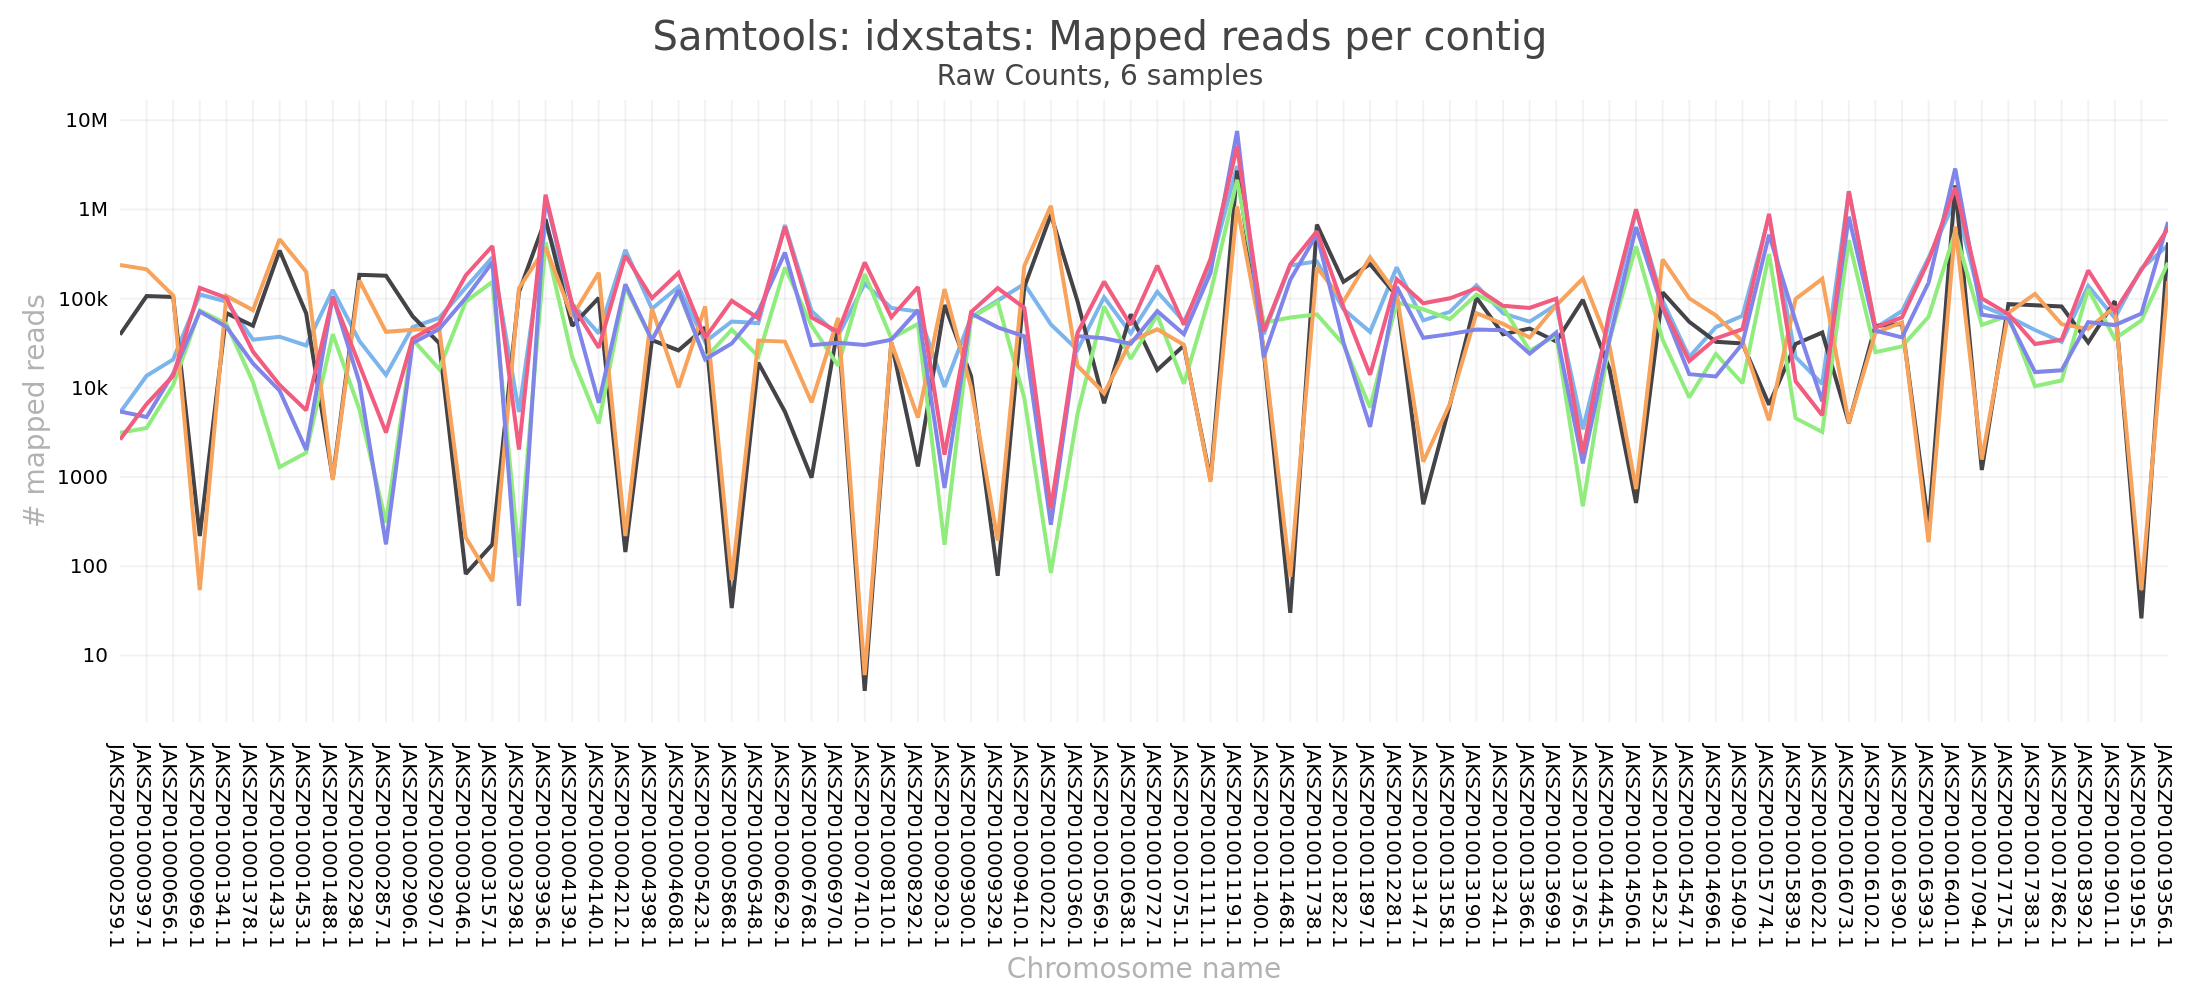 Samtools: idxstats: Mapped reads per contig
Raw Counts, 6 samples
# mapped reads
10M
1M
100k
10k
1000
100
10
JAKSZP010000259.1
JAKSZP010000397.1
JAKSZP010000656.1
JAKSZP010000969.1
JAKSZP010001341.1
JAKSZP010001378.1
JAKSZP010001433.1
JAKSZP010001453.1
JAKSZP010001488.1
JAKSZP010002298.1
JAKSZP010002857.1
JAKSZP010002906.1
JAKSZP010002907.1
JAKSZP010003046.1
JAKSZP010003157.1
JAKSZP010003298.1
JAKSZP010003936.1
JAKSZP010004139.1
JAKSZP010004140.1
JAKSZP010004212.1
JAKSZP010004398.1
JAKSZP010004608.1
JAKSZP010005423.1
JAKSZP010005868.1
JAKSZP010006348.1
JAKSZP010006629.1
JAKSZP010006768.1
JAKSZP010006970.1
JAKSZP010007410.1
JAKSZP010008110.1
JAKSZP010008292.1
JAKSZP010009203.1
JAKSZP010009300.1
JAKSZP010009329.1
JAKSZP010009410.1
JAKSZP010010022.1
JAKSZP010010360.1
JAKSZP010010569.1
JAKSZP010010638.1
JAKSZP010010727.1
JAKSZP010010751.1
JAKSZP010011111.1
JAKSZP010011191.1
JAKSZP010011400.1
JAKSZP010011468.1
JAKSZP010011738.1
JAKSZP010011822.1
JAKSZP010011897.1
JAKSZP010012281.1
JAKSZP010013147.1
JAKSZP010013158.1
JAKSZP010013190.1
JAKSZP010013241.1
JAKSZP010013366.1
JAKSZP010013699.1
JAKSZP010013765.1
JAKSZP010014445.1
JAKSZP010014506.1
JAKSZP010014523.1
JAKSZP010014547.1
JAKSZP010014696.1
JAKSZP010015409.1
JAKSZP010015774.1
JAKSZP010015839.1
JAKSZP010016022.1
JAKSZP010016073.1
JAKSZP010016102.1
JAKSZP010016390.1
JAKSZP010016393.1
JAKSZP010016401.1
JAKSZP010017094.1
JAKSZP010017175.1
JAKSZP010017383.1
JAKSZP010017862.1
JAKSZP010018392.1
JAKSZP010019011.1
JAKSZP010019195.1
JAKSZP010019356.1
Chromosome name